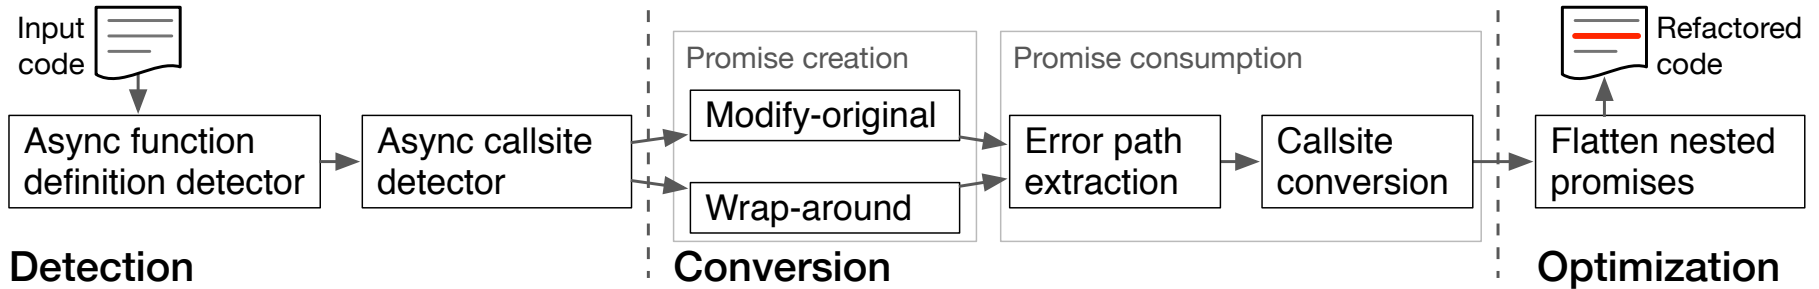 Input
code
Async function
definition detector
Async callsite
detector
Detection
Promise creation
Modify-original
Wrap-around
Promise consumption
Error path
extraction
Callsite
conversion
Conversion
Refactored
code
Flatten nested
promises
Optimization